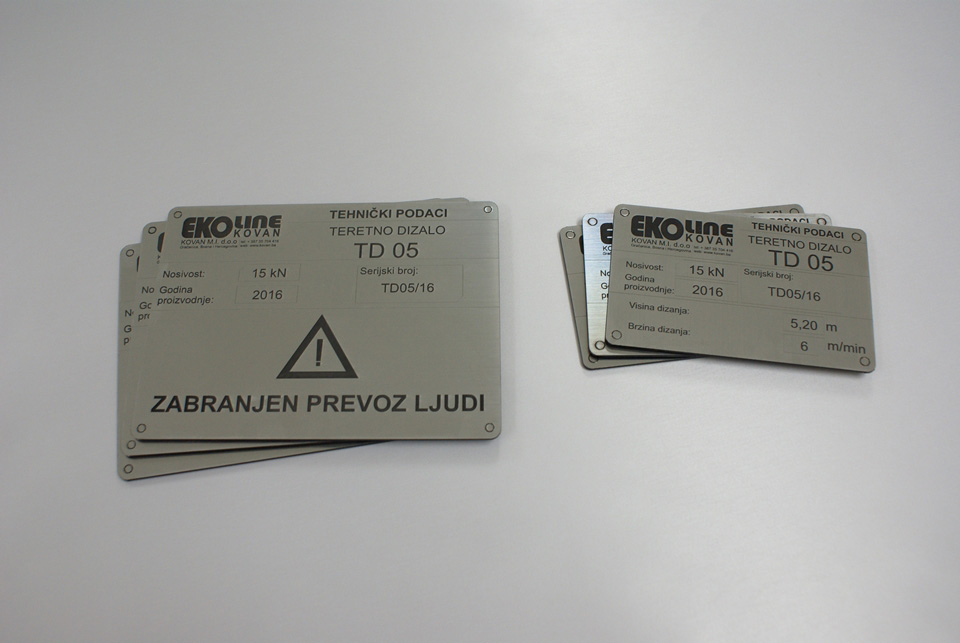 EKOLINE
KOVAN
KOVAN M.I. d.o.o
TEHNIČKI PODACI
TERETNO DIZALO
TD 05
Nosivost: 15 kN
Serijski broj:
Godina
proizvodnje: 2016
TD05/16
!
ZABRANJEN PREVOZ LJUDI
EKOLINE
KOVAN
KOVAN M.I. d.o.o
TEHNIČKI PODACI
TERETNO DIZALO
TD 05
Nosivost: 15 kN
Serijski broj:
Godina
proizvodnje: 2016
TD05/16
Visina dizanja: 5,20 m
Brzina dizanja: 6 m/min